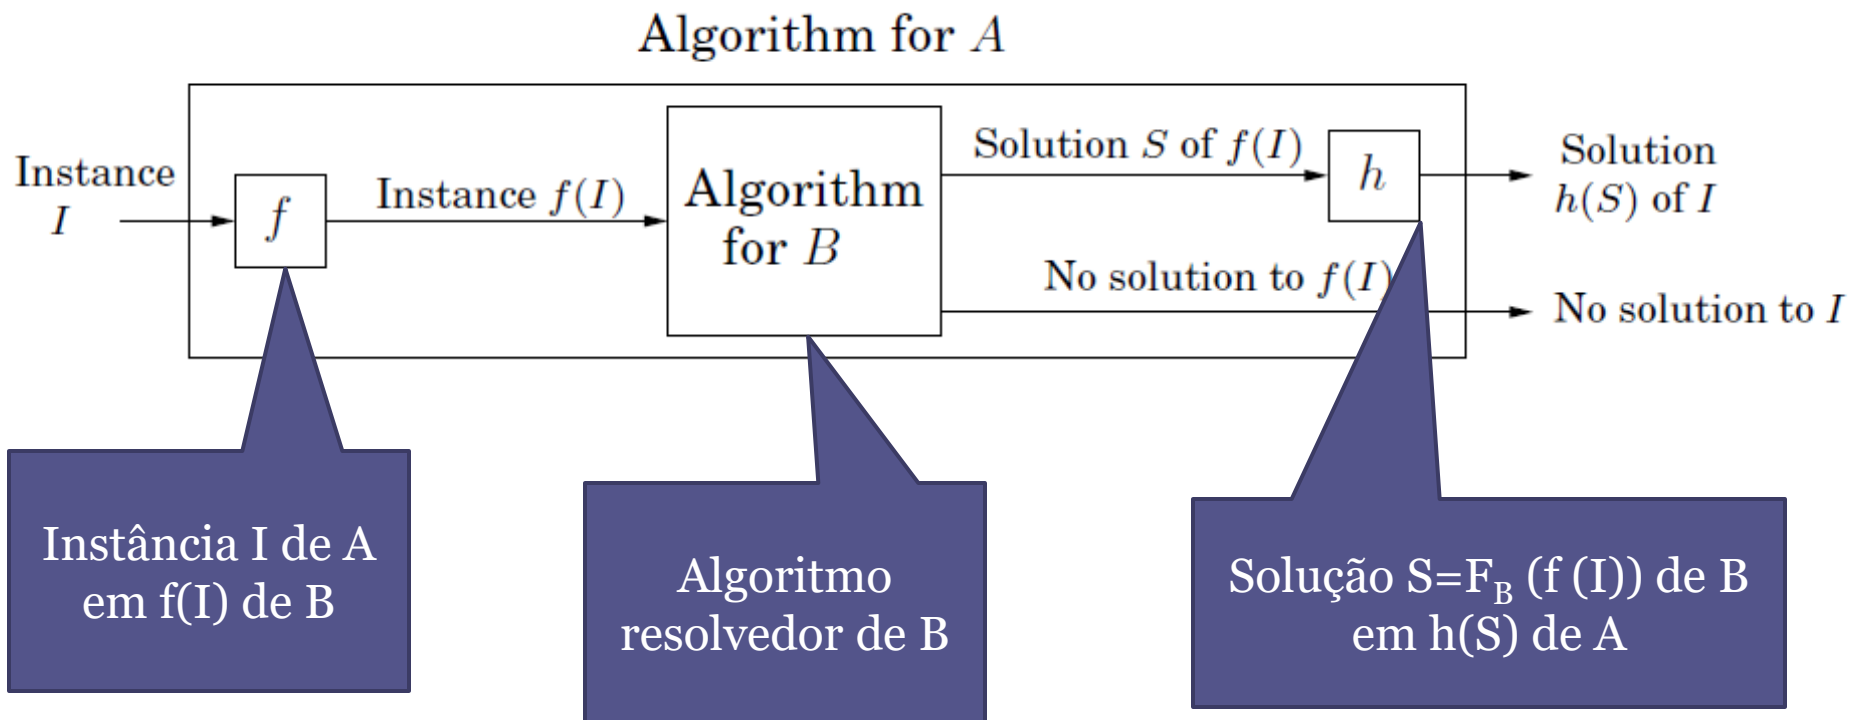 Algorithm for A
Instance
I
f
Instance f(I)
Algorithm
for B
Solution S of f(I)
h
Solution
h(S) of I
No solution to f(I)
No solution to I
Instância I de A
em f(I) de B
Algoritmo
resolvedor de B
Solução S=F_B (f (I)) de B
em h(S) de A